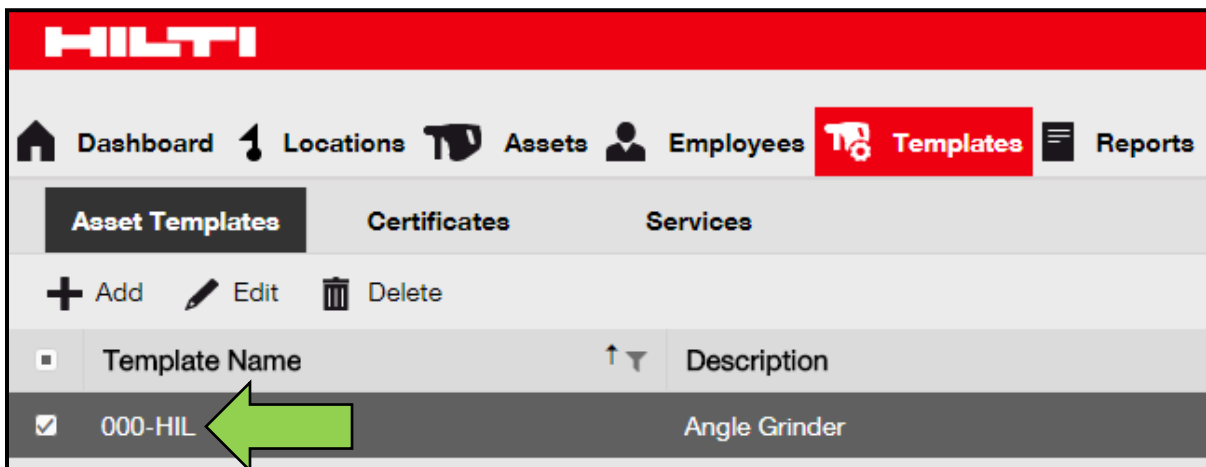 HILTI
Dashboard Locations Assets Employees Templates Reports
Asset Templates Certificates Services
Add Edit Delete
Template Name Description
000-HIL Angle Grinder